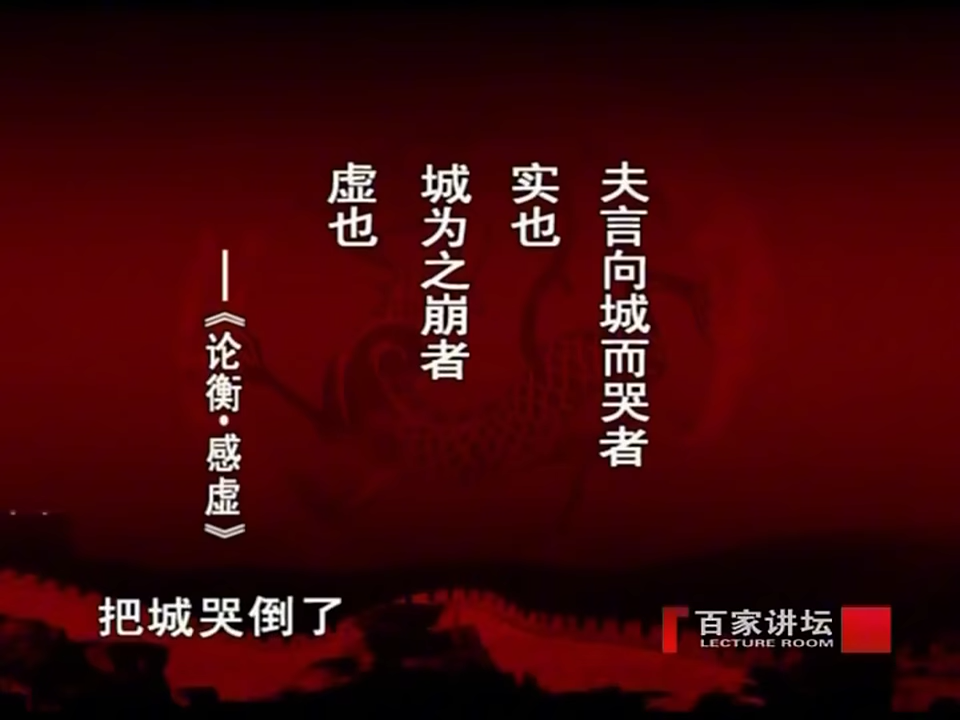 夫言向城而哭者
实也
城为之崩者
虚也
—《论衡·感虚》
把城哭倒了
百家讲坛
LECTURE ROOM